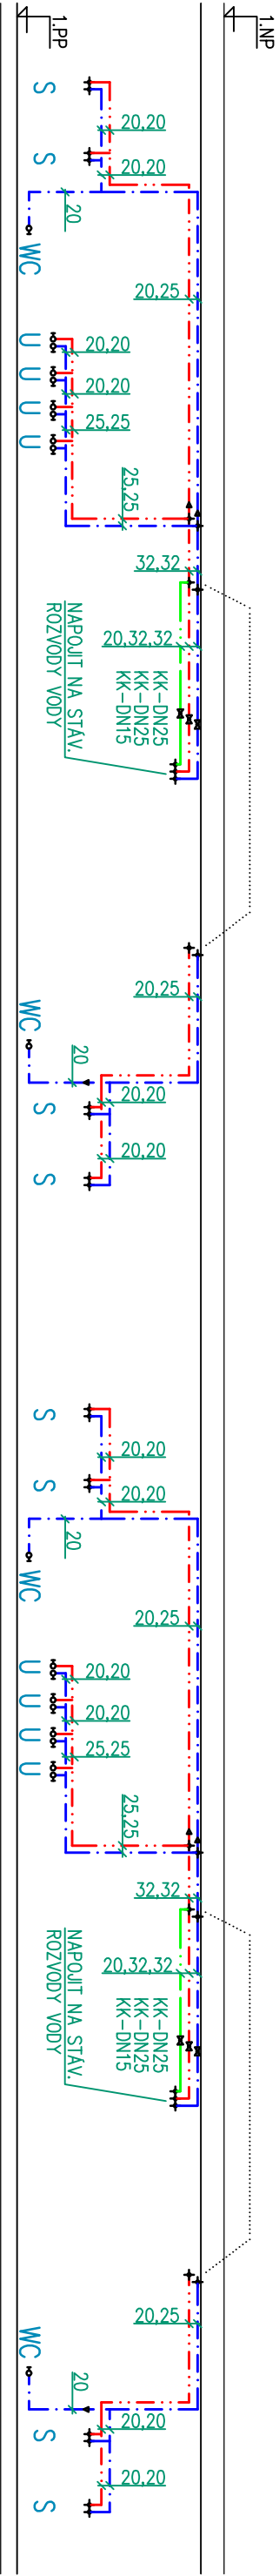 1.NP
1.PP
S
20,20
S
20,20
20
WC
20,25
U
20,20
U
20,20
U
25,25
U
25,25
32,32
20,32,32
KK-DN25
KK-DN25
KK-DN15
NAPOJIT NA STÁV.
ROZVODY VODY
20,25
WC
20
20,20
S
20,20
S
S
20,20
S
20,20
20
WC
20,25
U
20,20
U
20,20
U
25,25
U
25,25
32,32
20,32,32
KK-DN25
KK-DN25
KK-DN15
NAPOJIT NA STÁV.
ROZVODY VODY
20,25
WC
20
20,20
S
20,20
S